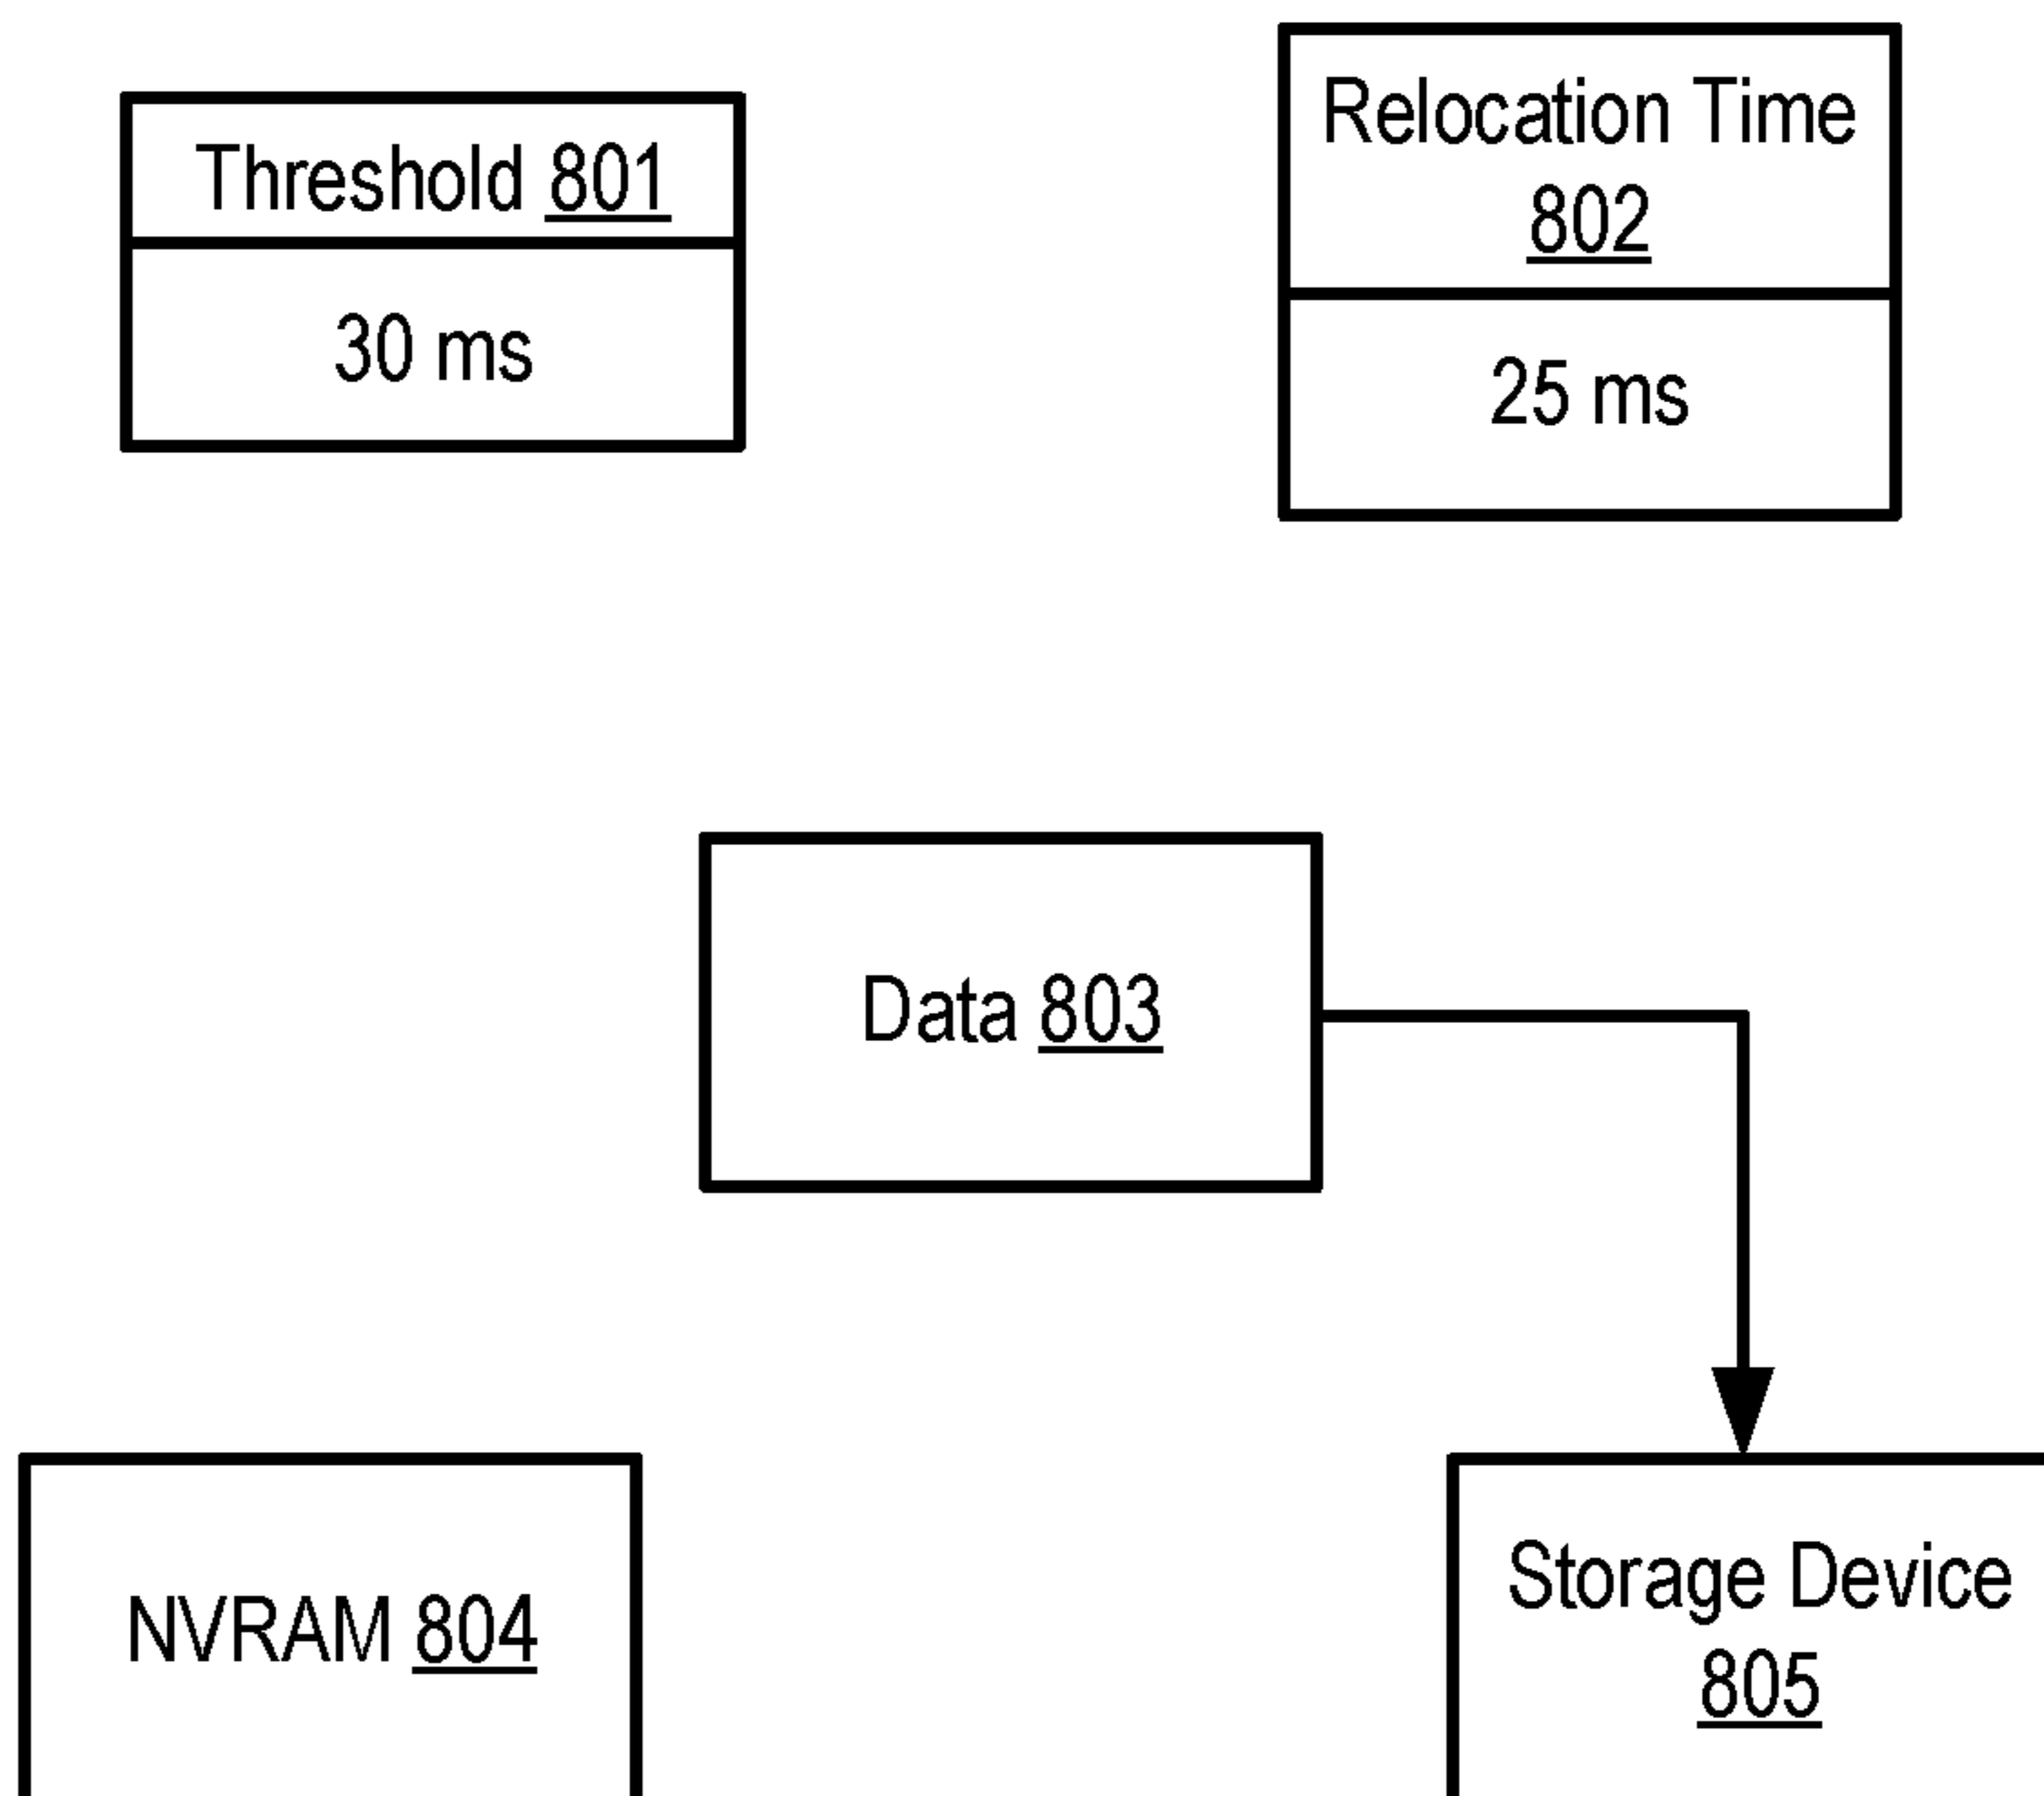 Threshold 801
30 ms
Relocation Time
802
25 ms
Data 803
NVRAM 804
Storage Device
805